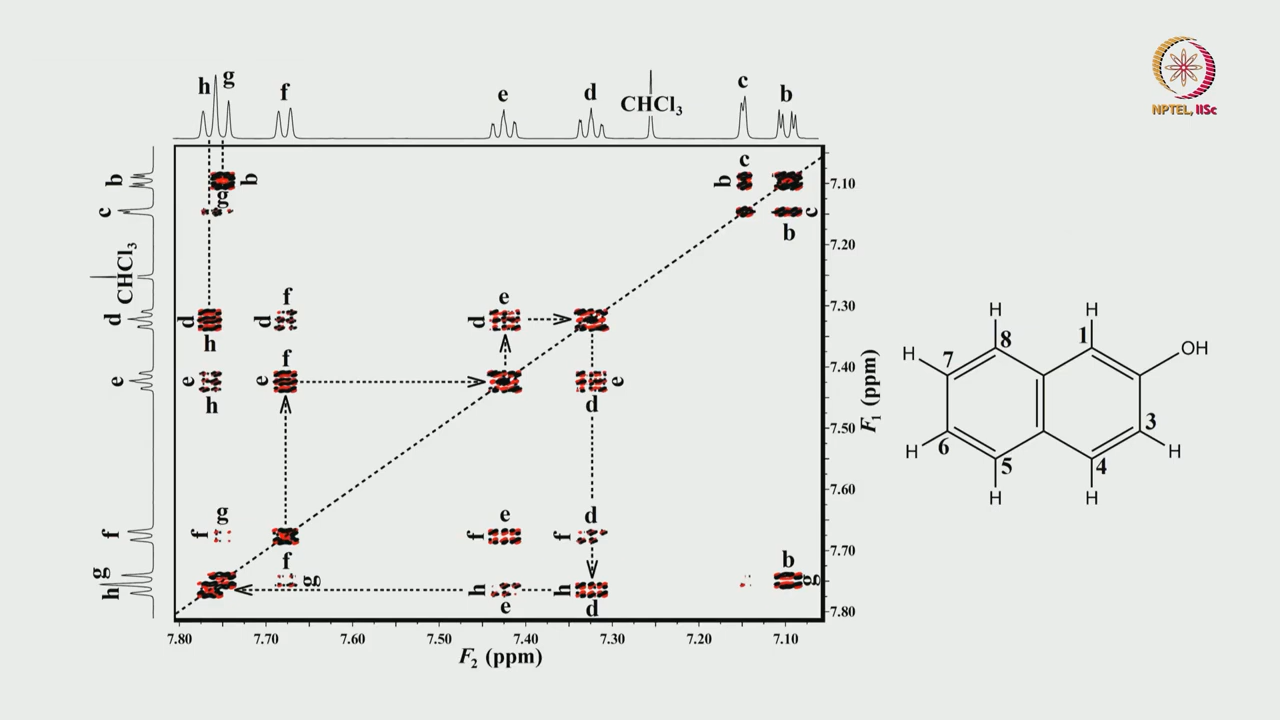 NPTEL, IISc
h g f e d CHCl₃ c b
b c CHCl₃ d e f g h
b g
c b
b c
d h
f d
e d
e h
f e
d e
g f
e f
d f
f g
h e
h d
b g
7.10
7.20
7.30
7.40
7.50
7.60
7.70
7.80
F₁ (ppm)
7.80 7.70 7.60 7.50 7.40 7.30 7.20 7.10
F₂ (ppm)
H H
8 1
H 7 OH
6 3
H H
5 4
H H